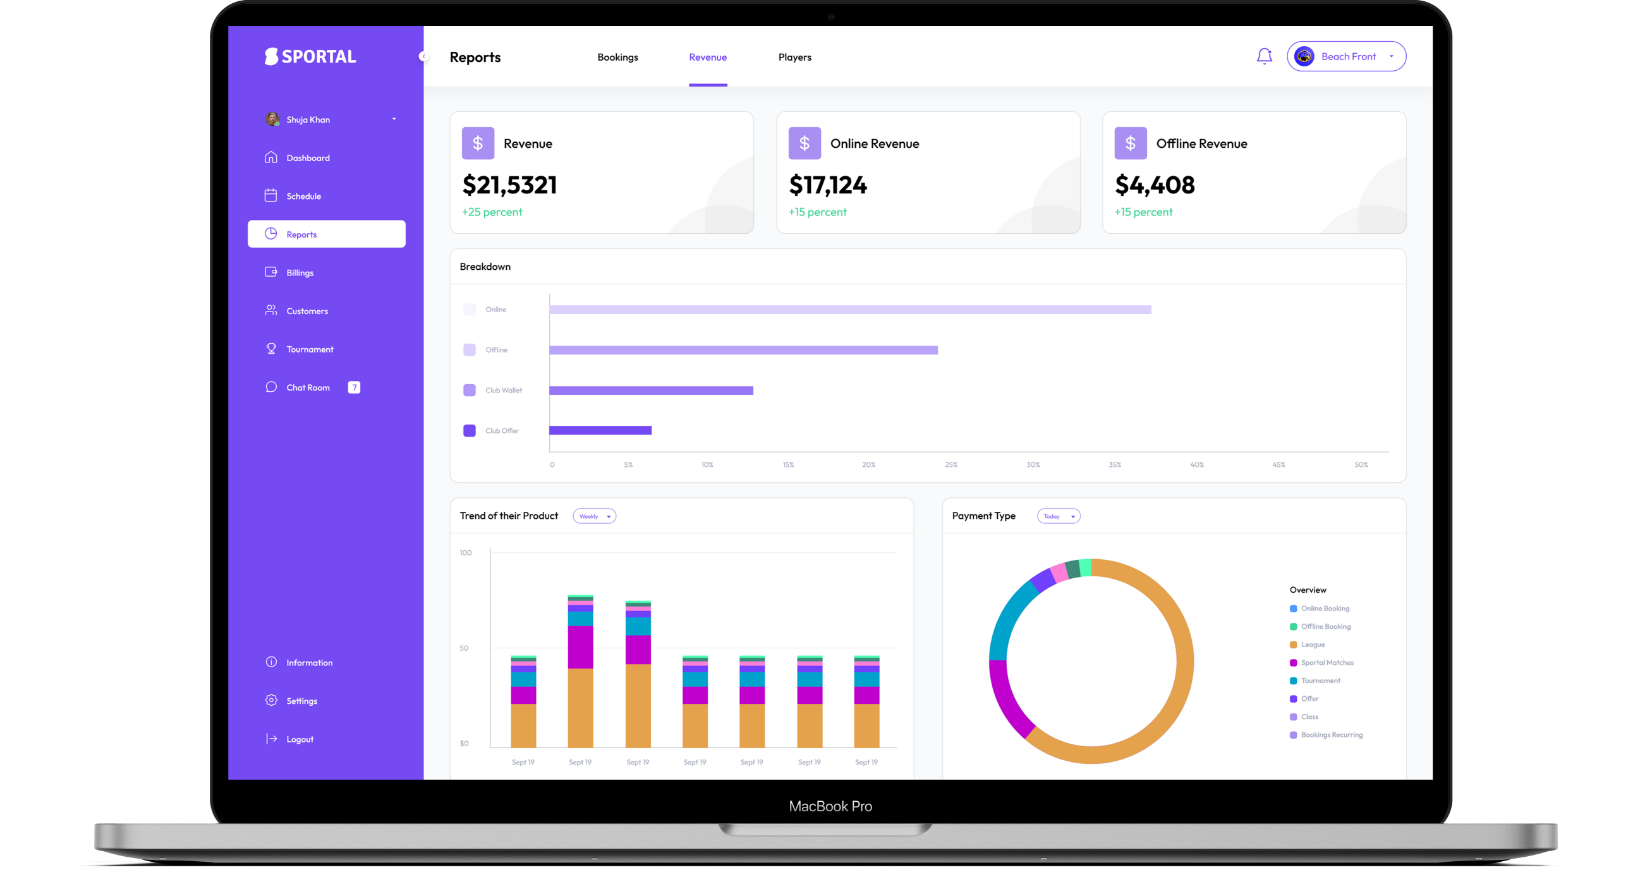 SPORTAL
Reports
Bookings
Revenue
Players
Beach Front
Shuja Khan
Dashboard
Schedule
Reports
Billings
Customers
Tournament
Chat Room 7
Information
Settings
Logout
$ Revenue
$21,5321
+25 percent
$ Online Revenue
$17,124
+15 percent
$ Offline Revenue
$4,408
+15 percent
Breakdown
Online
Offline
Club Wallet
Club Offer
0 5% 10% 15% 20% 25% 30% 35% 40% 45% 50%
Trend of their Product
Weekly
100
50
$0
Sept 19 Sept 19 Sept 19 Sept 19 Sept 19 Sept 19 Sept 19
Payment Type
Today
Overview
Online Booking
Offline Booking
League
Sportal Matches
Tournament
Offer
Class
Bookings Recurring
MacBook Pro